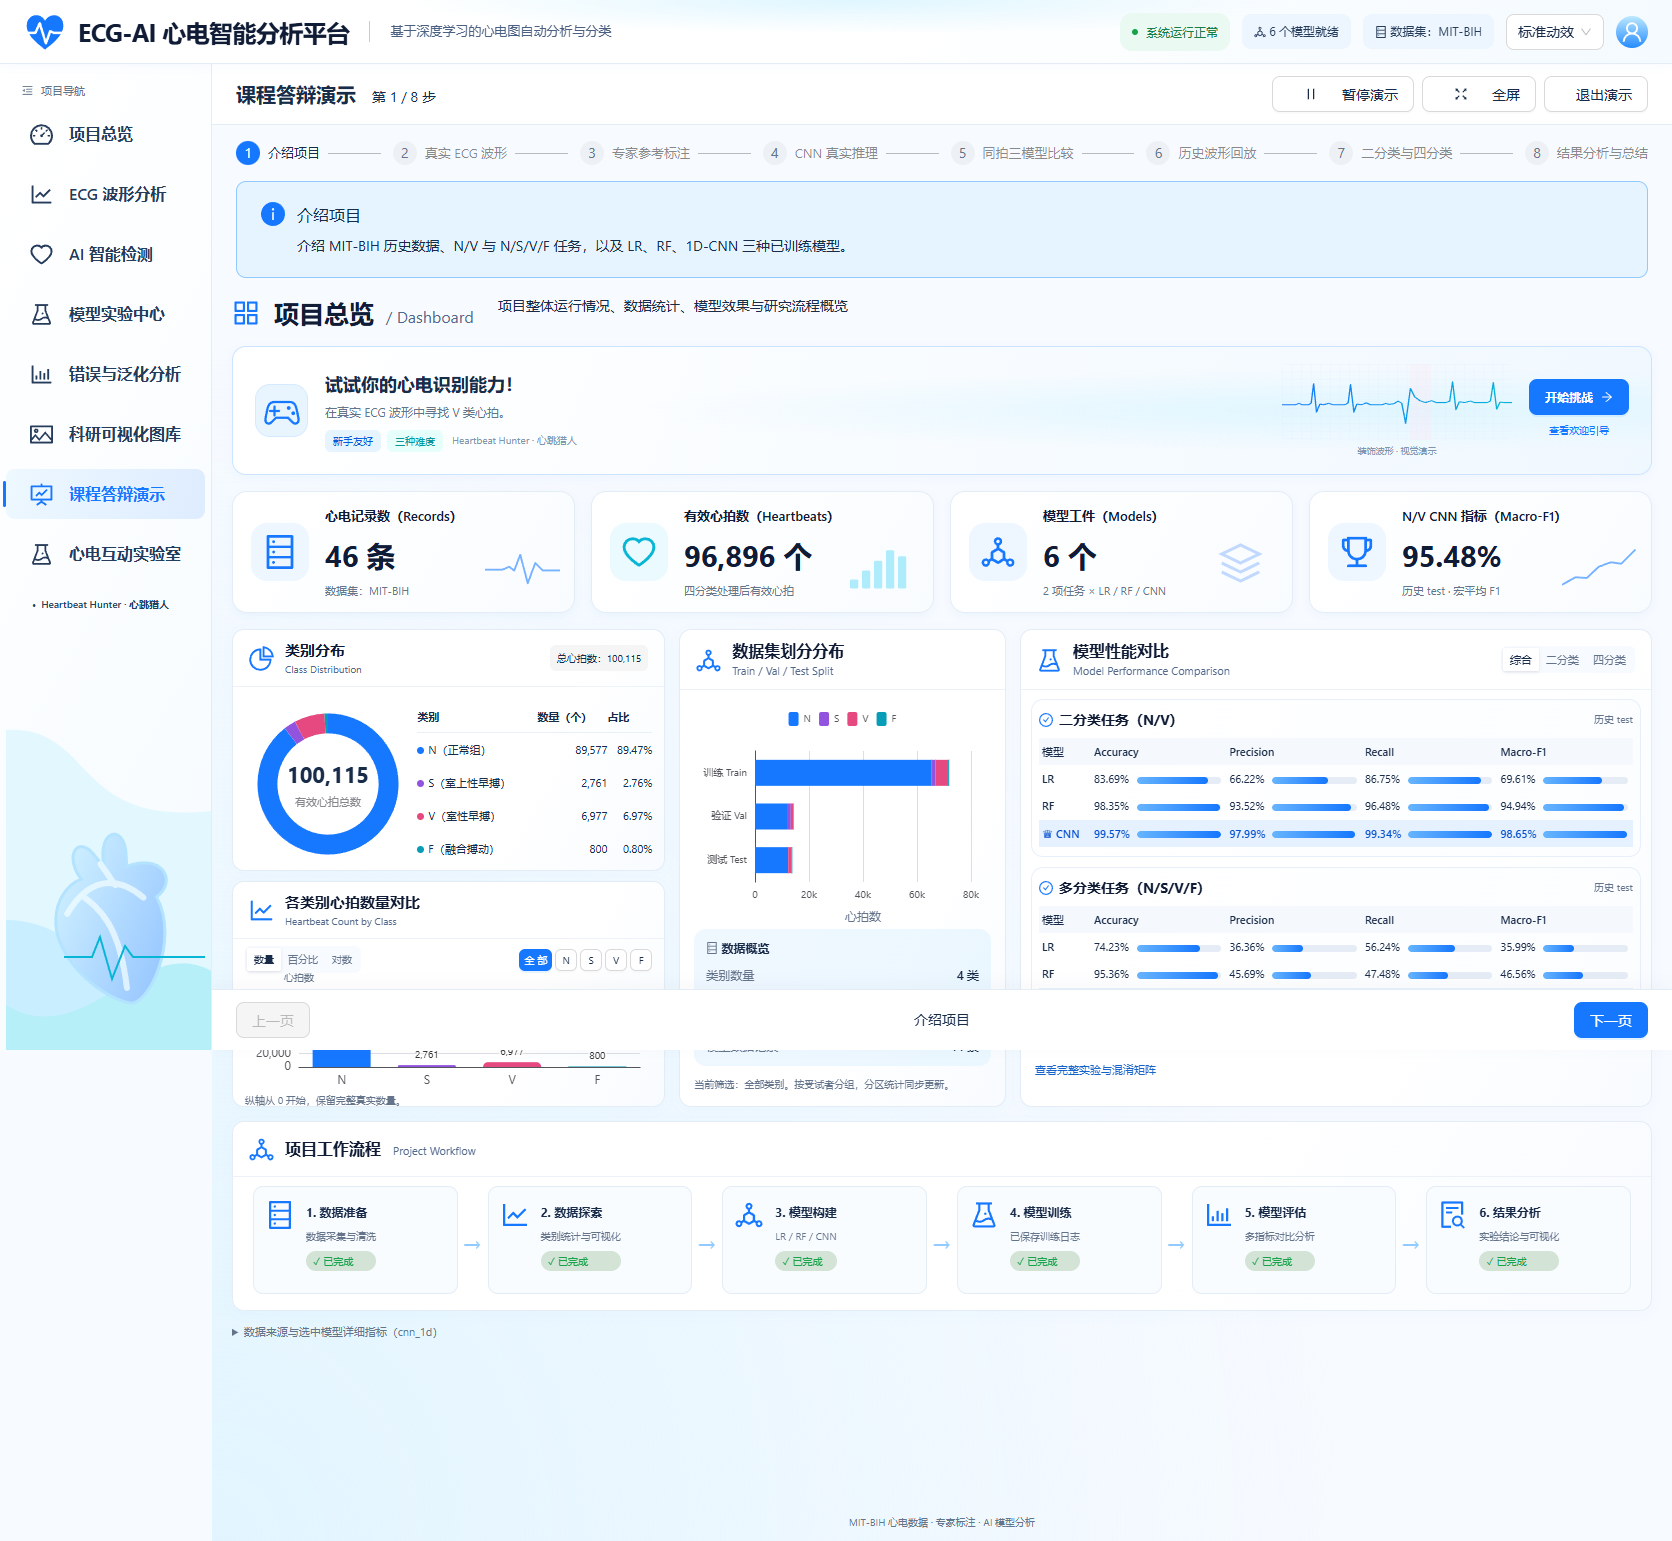 ECG-AI 心电智能分析平台
基于深度学习的心电图自动分析与分类
系统运行正常
6 个模型就绪
数据集：MIT-BIH
标准动效
项目导航
项目总览
ECG 波形分析
AI 智能检测
模型实验中心
错误与泛化分析
科研可视化图库
课程答辩演示
心电互动实验室
• Heartbeat Hunter · 心跳猎人
课程答辩演示 第 1 / 8 步
暂停演示
全屏
退出演示
1 介绍项目
2 真实 ECG 波形
3 专家参考标注
4 CNN 真实推理
5 同拍三模型比较
6 历史波形回放
7 二分类与四分类
8 结果分析与总结
介绍项目
介绍 MIT-BIH 历史数据、N/V 与 N/S/V/F 任务，以及 LR、RF、1D-CNN 三种已训练模型。
项目总览 / Dashboard 项目整体运行情况、数据统计、模型效果与研究流程概览
试试你的心电识别能力！
在真实 ECG 波形中寻找 V 类心拍。
新手友好 三种难度 Heartbeat Hunter · 心跳猎人
装饰波形 · 视觉演示
开始挑战 →
查看欢迎引导
心电记录数（Records）
46 条
数据集：MIT-BIH
有效心拍数（Heartbeats）
96,896 个
四分类处理后有效心拍
模型工件（Models）
6 个
2 项任务 × LR / RF / CNN
N/V CNN 指标（Macro-F1）
95.48%
历史 test · 宏平均 F1
类别分布
Class Distribution
总心拍数：100,115
100,115
有效心拍总数
类别 数量（个） 占比
N（正常组） 89,577 89.47%
S（室上性早搏） 2,761 2.76%
V（室性早搏） 6,977 6.97%
F（融合搏动） 800 0.80%
各类别心拍数量对比
Heartbeat Count by Class
数量 百分比 对数
全部 N S V F
心拍数
20,000
0
2,761
6,977
800
N S V F
纵轴从 0 开始，保留完整真实数量。
数据集划分分布
Train / Val / Test Split
N S V F
训练 Train
验证 Val
测试 Test
0 20k 40k 60k 80k
心拍数
数据概览
类别数量 4 类
当前筛选：全部类别。按受试者分组，分区统计同步更新。
模型性能对比
Model Performance Comparison
综合 二分类 四分类
二分类任务（N/V） 历史 test
模型 Accuracy Precision Recall Macro-F1
LR 83.69% 66.22% 86.75% 69.61%
RF 98.35% 93.52% 96.48% 94.94%
CNN 99.57% 97.99% 99.34% 98.65%
多分类任务（N/S/V/F） 历史 test
模型 Accuracy Precision Recall Macro-F1
LR 74.23% 36.36% 56.24% 35.99%
RF 95.36% 45.69% 47.48% 46.56%
查看完整实验与混淆矩阵
上一页
介绍项目
下一页
项目工作流程 Project Workflow
1. 数据准备
数据采集与清洗
✓ 已完成
2. 数据探索
类别统计与可视化
✓ 已完成
3. 模型构建
LR / RF / CNN
✓ 已完成
4. 模型训练
已保存训练日志
✓ 已完成
5. 模型评估
多指标对比分析
✓ 已完成
6. 结果分析
实验结论与可视化
✓ 已完成
▶ 数据来源与选中模型详细指标（cnn_1d）
MIT-BIH 心电数据 · 专家标注 · AI 模型分析